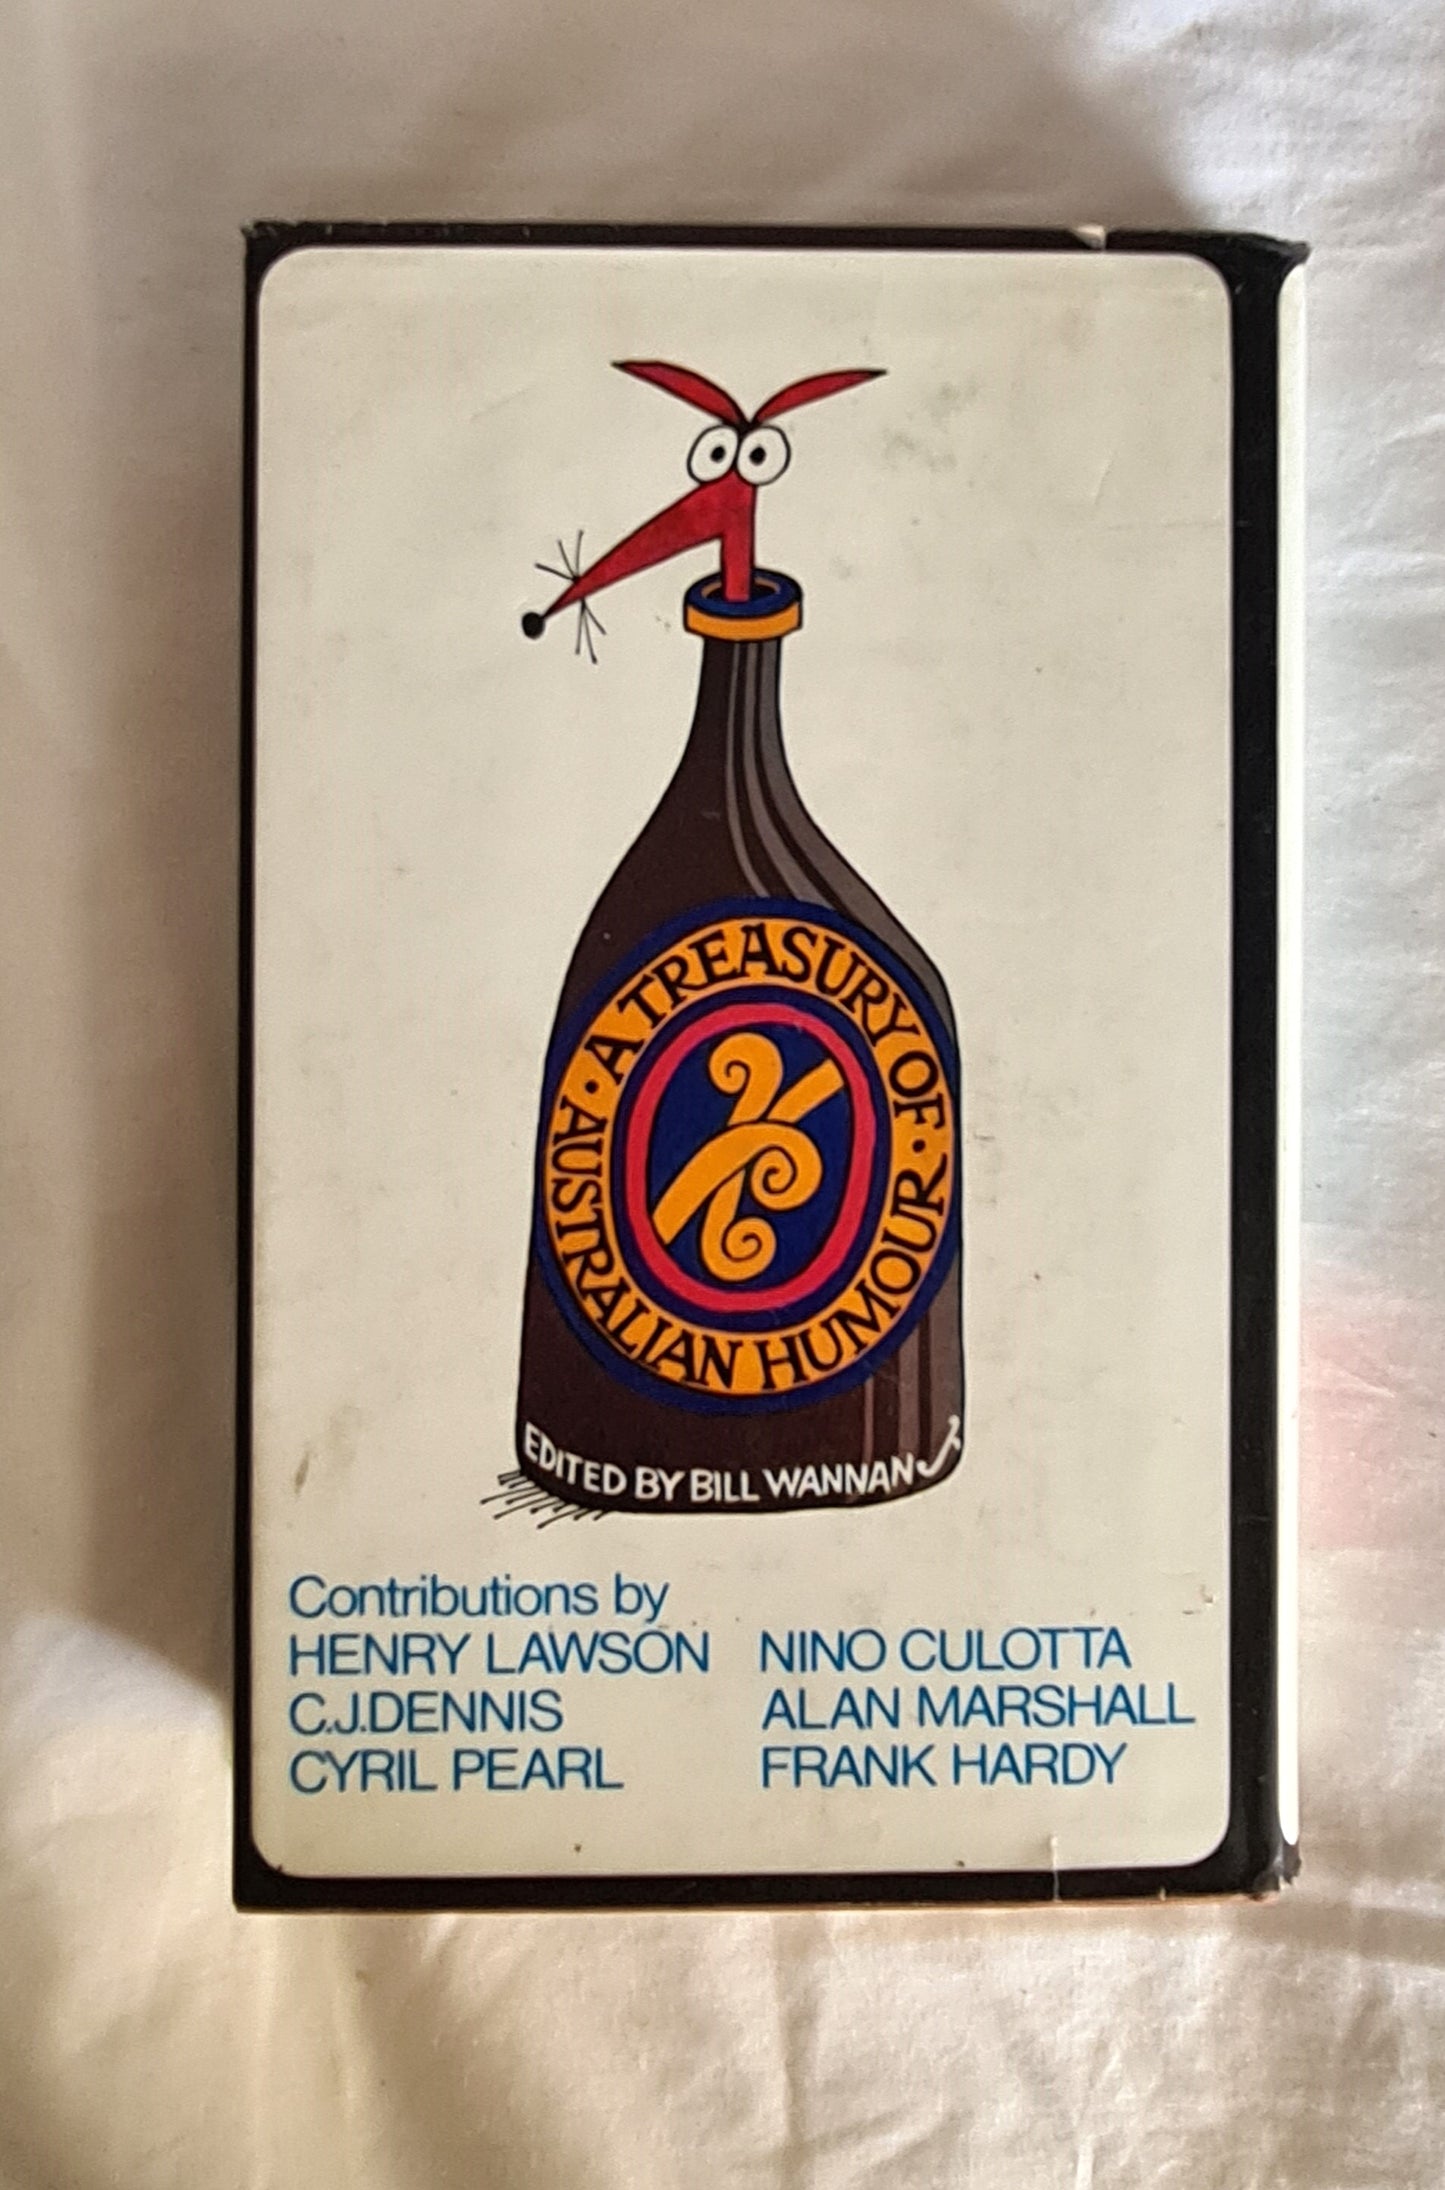 · A TREASURY OF ·
AUSTRALIAN HUMOUR
EDITED BY BILL WANNAN
Contributions by
HENRY LAWSON
C.J.DENNIS
CYRIL PEARL
NINO CULOTTA
ALAN MARSHALL
FRANK HARDY